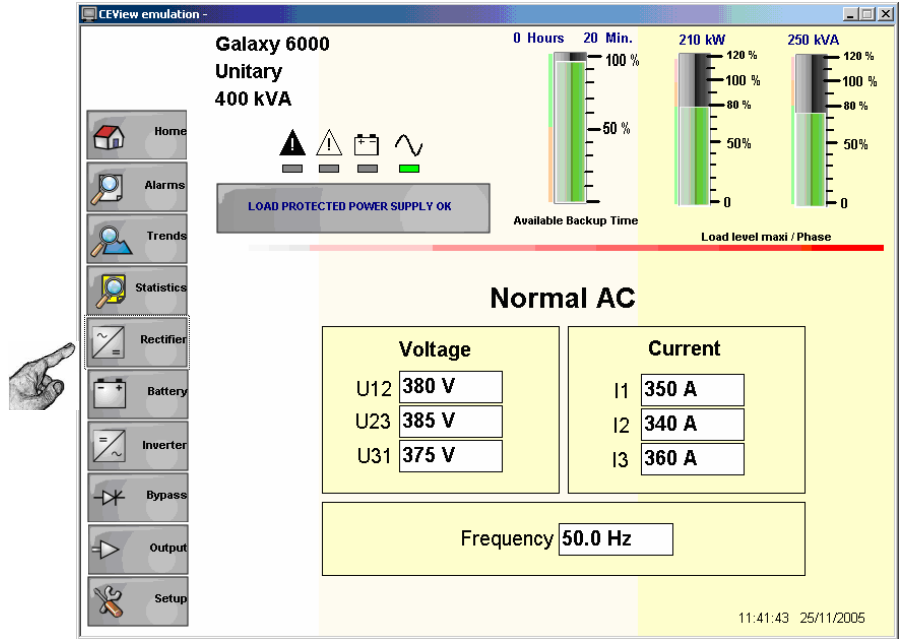 CEView emulation -
Galaxy 6000
Unitary
400 kVA
LOAD PROTECTED POWER SUPPLY OK
0 Hours 20 Min.
100 %
50 %
Available Backup Time
210 kW
120 %
100 %
80 %
50%
0
250 kVA
120 %
100 %
80 %
50%
0
Load level maxi / Phase
Home
Alarms
Trends
Statistics
Rectifier
Battery
Inverter
Bypass
Output
Setup
Normal AC
Voltage
U12 380 V
U23 385 V
U31 375 V
Current
I1 350 A
I2 340 A
I3 360 A
Frequency 50.0 Hz
11:41:43 25/11/2005